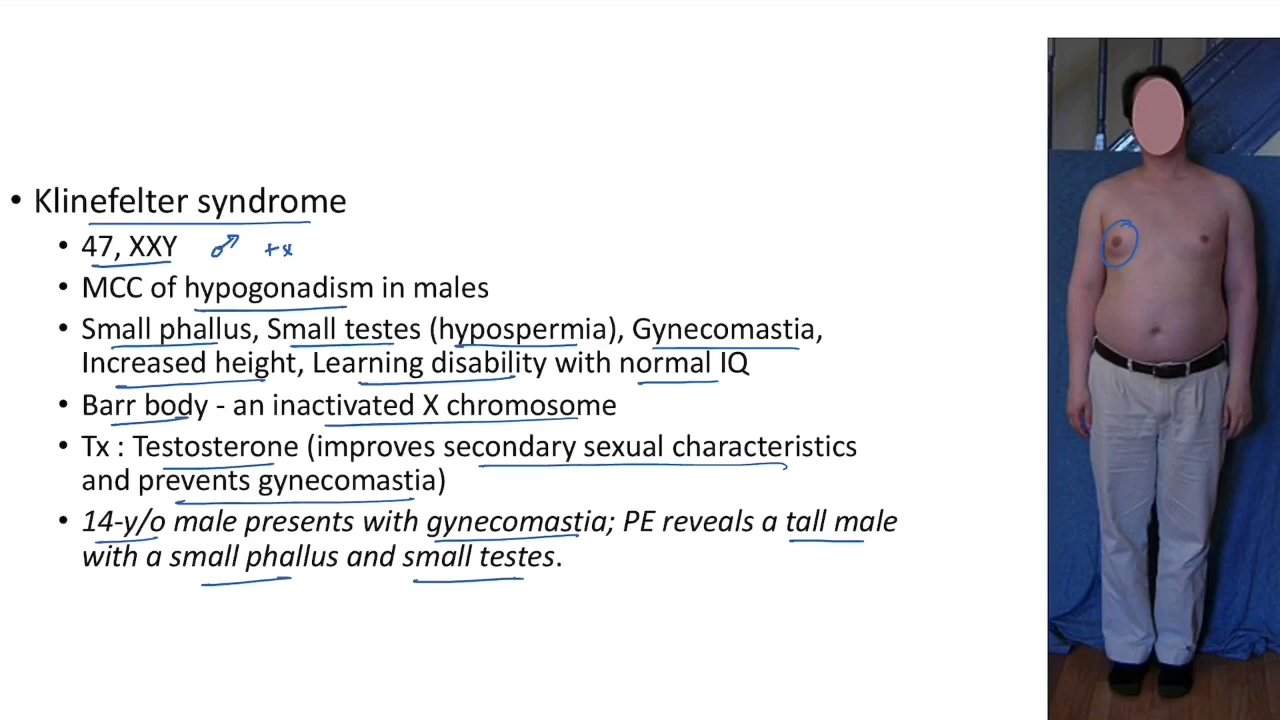 • Klinefelter syndrome
• 47, XXY ♂ +x
• MCC of hypogonadism in males
• Small phallus, Small testes (hypospermia), Gynecomastia,
Increased height, Learning disability with normal IQ
• Barr body - an inactivated X chromosome
• Tx : Testosterone (improves secondary sexual characteristics
and prevents gynecomastia)
• 14-y/o male presents with gynecomastia; PE reveals a tall male
with a small phallus and small testes.